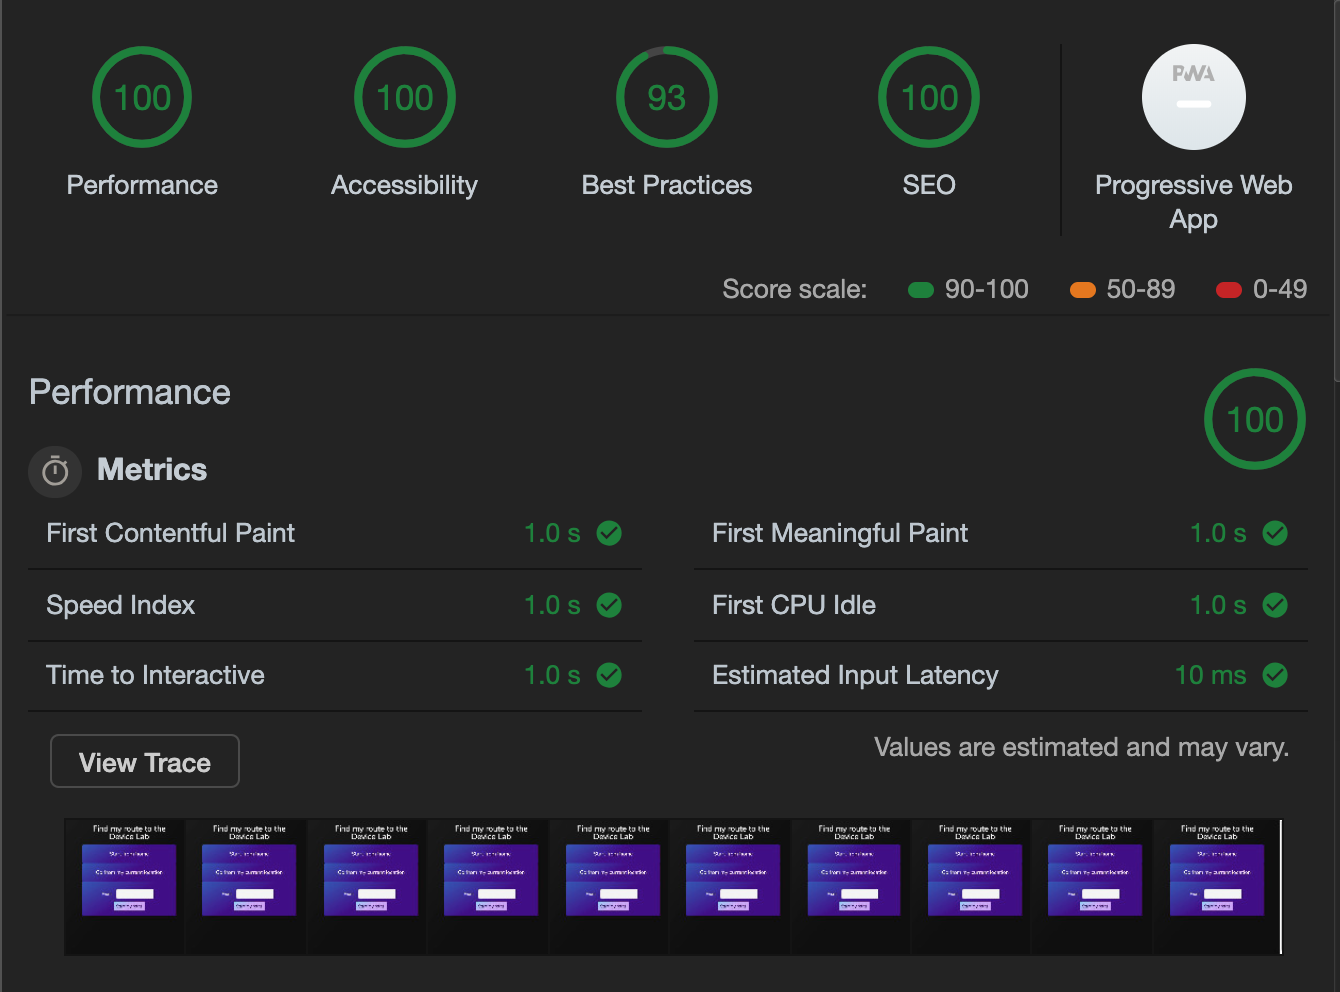 100
100
93
100
PWA
Performance
Accessibility
Best Practices
SEO
Progressive Web
App
Score scale:
90-100
50-89
0-49
Performance
100
Metrics
First Contentful Paint
1.0 s
First Meaningful Paint
1.0 s
Speed Index
1.0 s
First CPU Idle
1.0 s
Time to Interactive
1.0 s
Estimated Input Latency
10 ms
View Trace
Values are estimated and may vary.
Find my route to the
Device Lab
Find my route to the
Device Lab
Find my route to the
Device Lab
Find my route to the
Device Lab
Find my route to the
Device Lab
Find my route to the
Device Lab
Find my route to the
Device Lab
Find my route to the
Device Lab
Find my route to the
Device Lab
Find my route to the
Device Lab